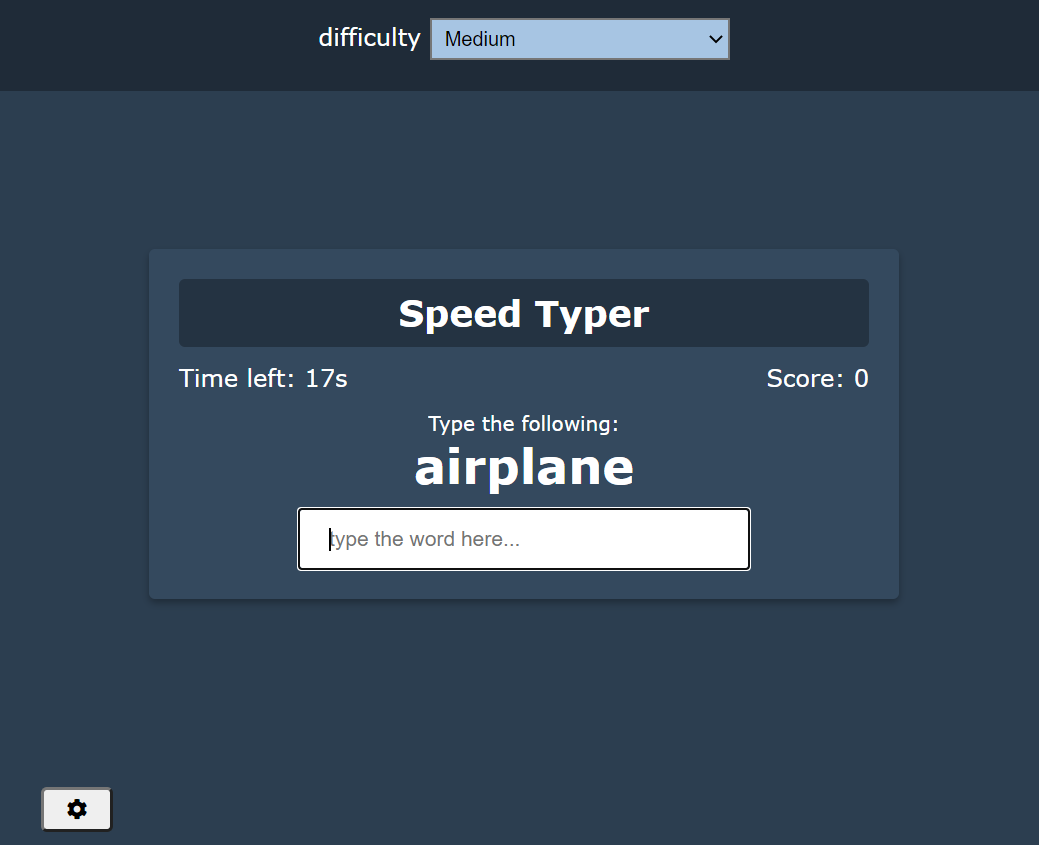 difficulty Medium
Speed Typer
Time left: 17s Score: 0
Type the following:
airplane
type the word here...